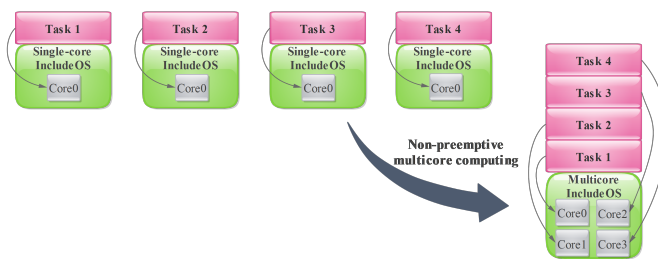 Task 1
Single-core
IncludeOS
Core0
Task 2
Single-core
IncludeOS
Core0
Task 3
Single-core
IncludeOS
Core0
Task 4
Single-core
IncludeOS
Core0
Non-preemptive
multicore computing
Task 4
Task 3
Task 2
Task 1
Multicore
IncludeOS
Core0 Core2
Core1 Core3